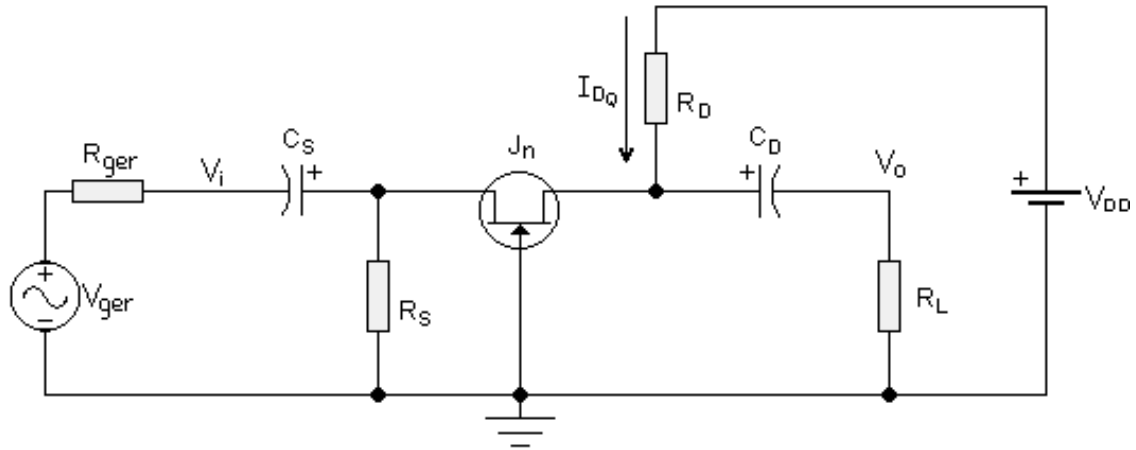 I_DQ
R_D
C_S
J_n
C_D
R_ger
V_i
V_o
+
+
+
V_DD
+
V_ger
−
R_S
R_L